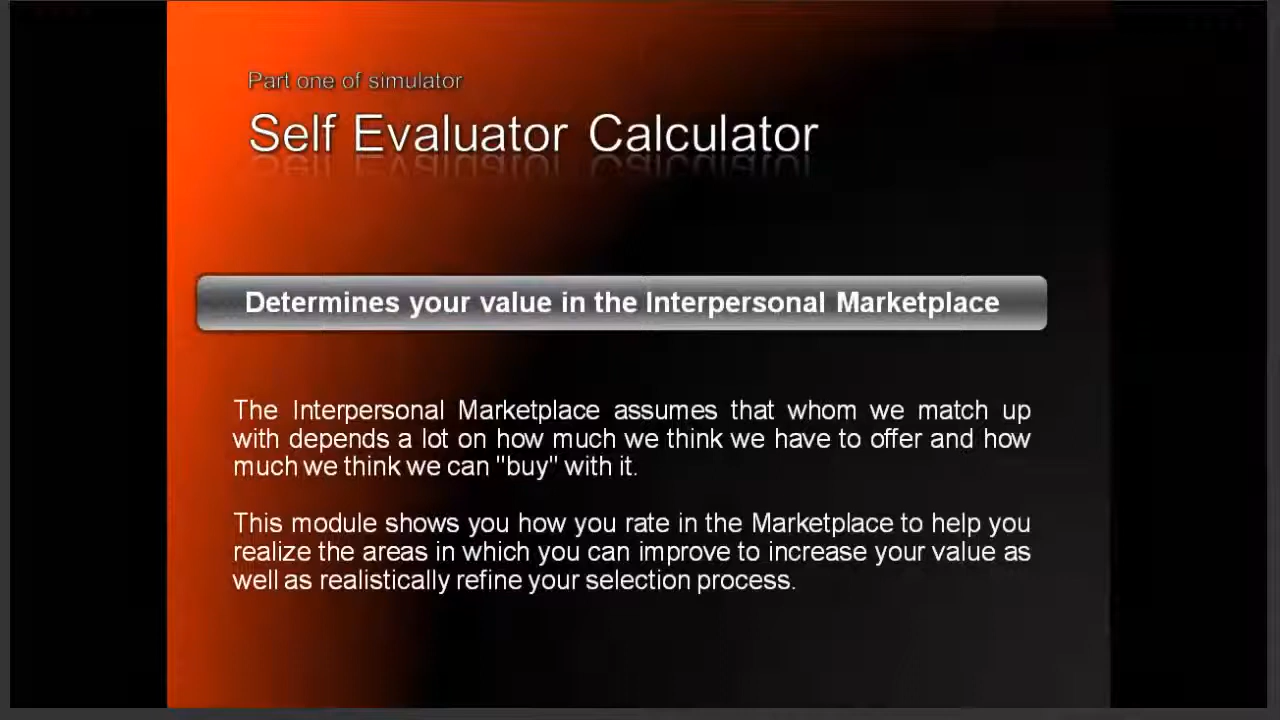 Part one of simulator
Self Evaluator Calculator
Determines your value in the Interpersonal Marketplace
The Interpersonal Marketplace assumes that whom we match up
with depends a lot on how much we think we have to offer and how
much we think we can "buy" with it.
This module shows you how you rate in the Marketplace to help you
realize the areas in which you can improve to increase your value as
well as realistically refine your selection process.